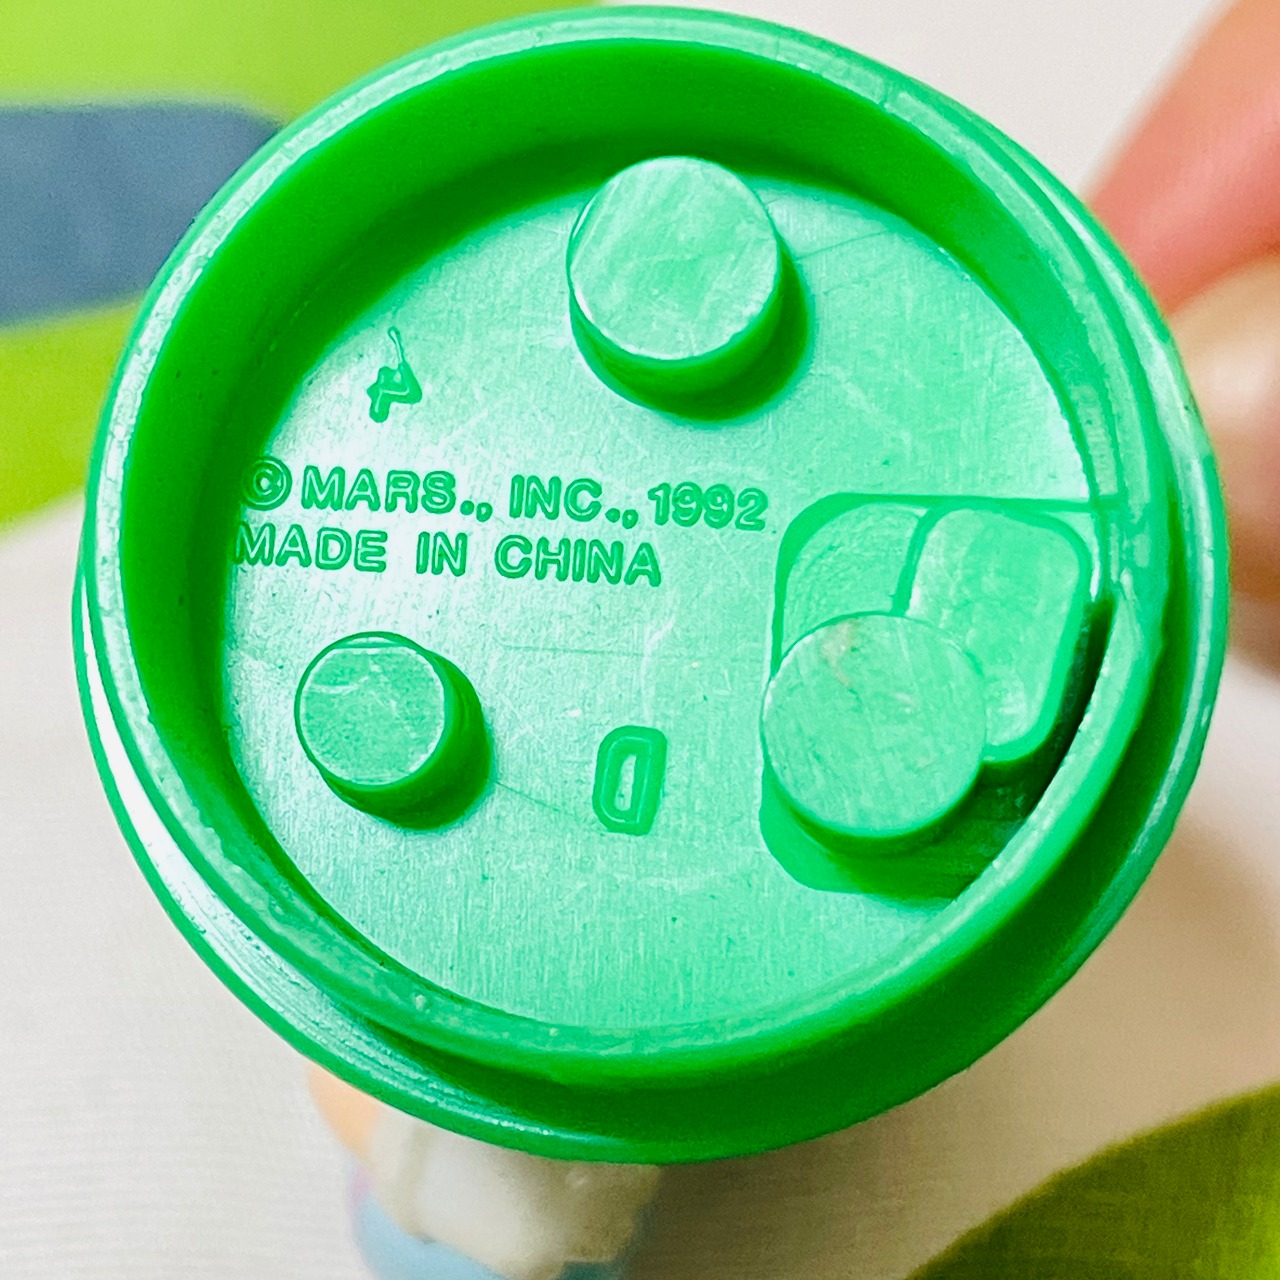 © MARS., INC., 1992
MADE IN CHINA
D